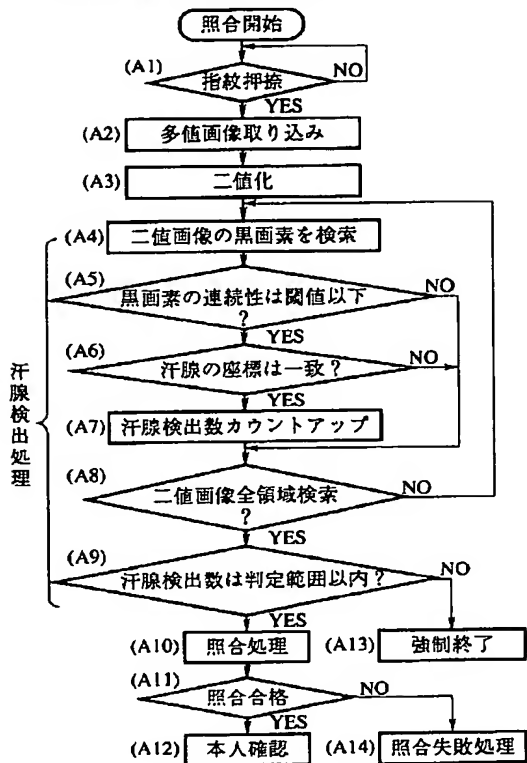 照合開始
(A1)
指紋押捺
NO
YES
(A2)
多値画像取り込み
(A3)
二値化
(A4)
二値画像の黒画素を検索
(A5)
黒画素の連続性は閾値以下
?
NO
YES
(A6)
汗腺の座標は一致?
NO
YES
(A7)
汗腺検出数カウントアップ
(A8)
二値画像全領域検索
?
NO
YES
(A9)
汗腺検出数は判定範囲以内?
NO
YES
汗腺検出処理
(A10)
照合処理
(A13)
強制終了
(A11)
照合合格
NO
YES
(A12)
本人確認
(A14)
照合失敗処理